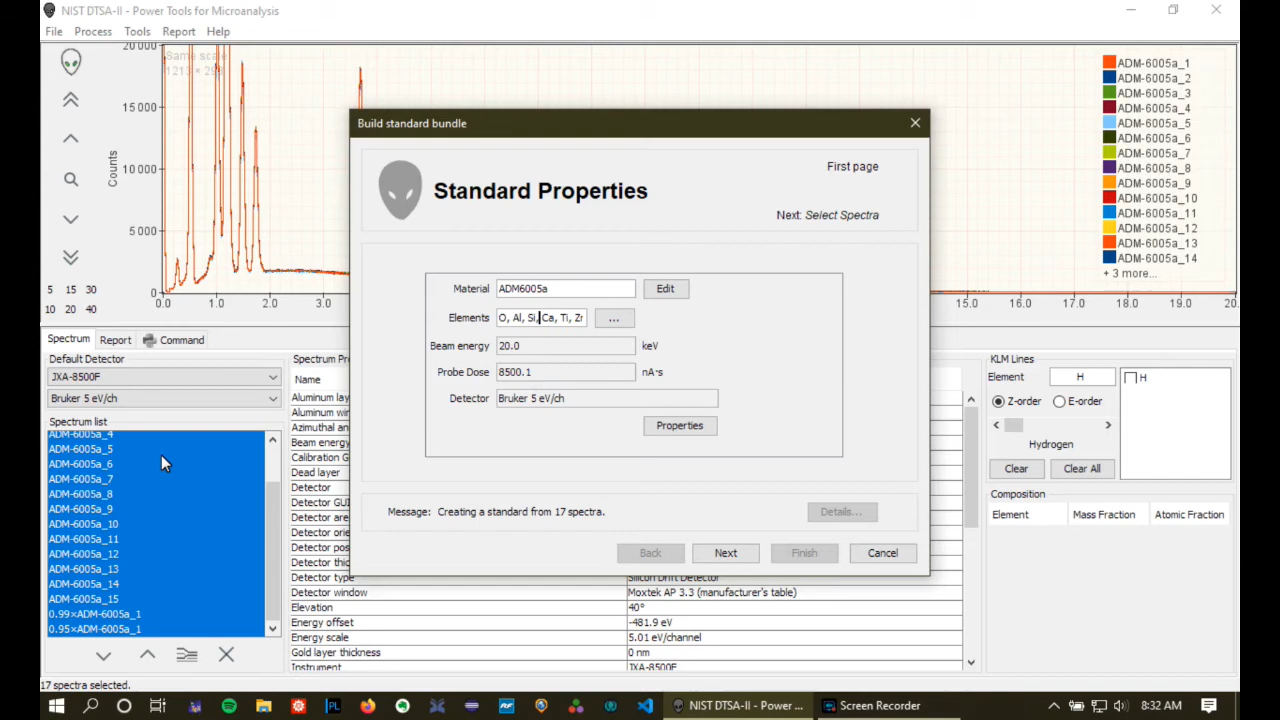 NIST DTSA-II - Power Tools for Microanalysis
File Process Tools Report Help
20 000
15 000
10 000
5 000
0
Counts
Same scale
0.0 1.0 2.0 3.0
15.0 16.0 17.0 18.0 19.0 20.
ADM-6005a_1
ADM-6005a_2
ADM-6005a_3
ADM-6005a_4
ADM-6005a_5
ADM-6005a_6
ADM-6005a_7
ADM-6005a_8
ADM-6005a_9
ADM-6005a_10
ADM-6005a_11
ADM-6005a_12
ADM-6005a_13
ADM-6005a_14
+ 3 more...
5 15 30
10 20 40
Build standard bundle
First page
Standard Properties
Next: Select Spectra
Material ADM6005a Edit
Elements O, Al, Si, Ca, Ti, Zr ...
Beam energy 20.0 keV
Probe Dose 8500.1 nA·s
Detector Bruker 5 eV/ch
Properties
Message: Creating a standard from 17 spectra. Details...
Back Next Finish Cancel
Spectrum Report Command
Default Detector
JXA-8500F
Bruker 5 eV/ch
Spectrum list
ADM-6005a_4
ADM-6005a_5
ADM-6005a_6
ADM-6005a_7
ADM-6005a_8
ADM-6005a_9
ADM-6005a_10
ADM-6005a_11
ADM-6005a_12
ADM-6005a_13
ADM-6005a_14
ADM-6005a_15
0.99×ADM-6005a_1
0.95×ADM-6005a_1
Spectrum Pr
Name
Aluminum lay
Aluminum wi
Azimuthal an
Beam energy
Calibration G
Dead layer
Detector
Detector GU
Detector are
Detector orie
Detector pos
Detector thic
Detector type Silicon Drift Detector
Detector window Moxtek AP 3.3 (manufacturer's table)
Elevation 40°
Energy offset -481.9 eV
Energy scale 5.01 eV/channel
Gold layer thickness 0 nm
Instrument JXA-8500F
KLM Lines
Element H
H
Z-order E-order
Hydrogen
Clear Clear All
Composition
Element Mass Fraction Atomic Fraction
17 spectra selected.
NIST DTSA-II - Power ...
Screen Recorder
8:32 AM